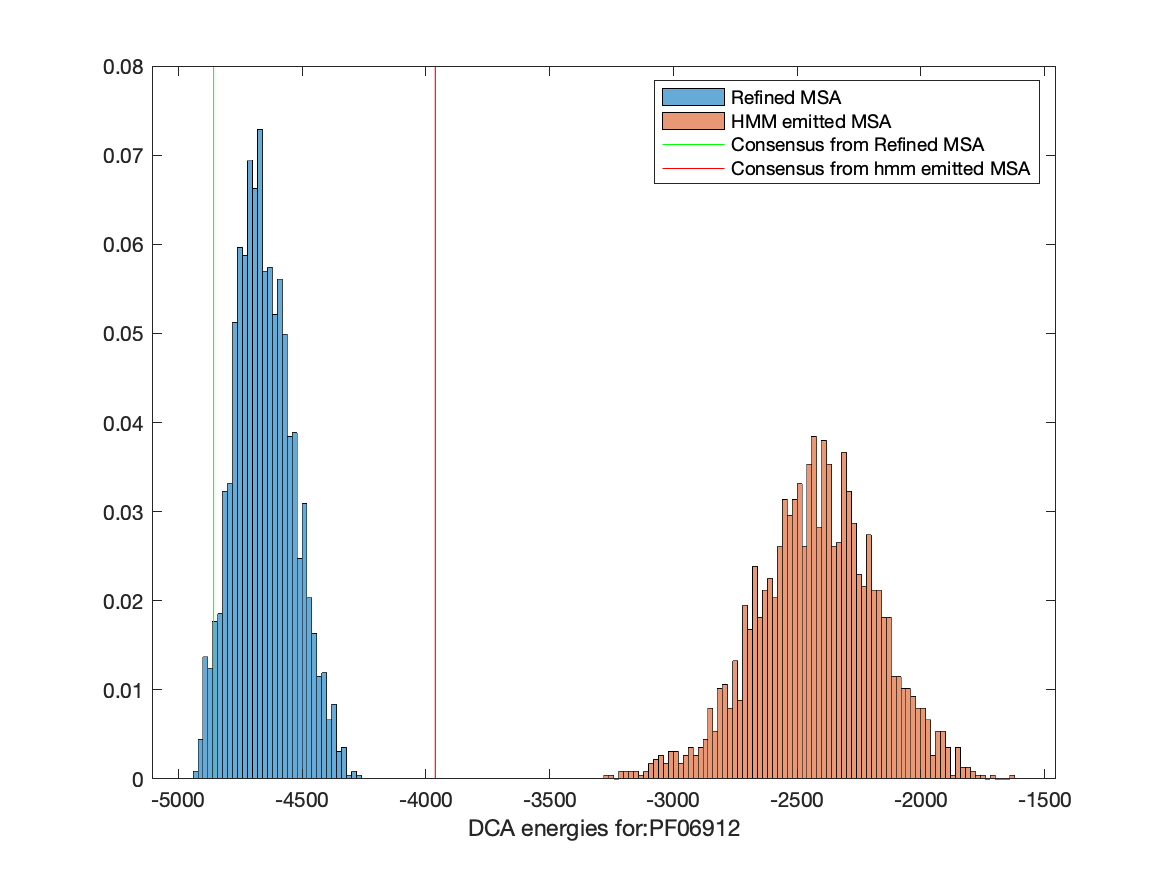 0.08
0.07
0.06
0.05
0.04
0.03
0.02
0.01
0
Refined MSA
HMM emitted MSA
Consensus from Refined MSA
Consensus from hmm emitted MSA
-5000 -4500 -4000 -3500 -3000 -2500 -2000 -1500
DCA energies for:PF06912